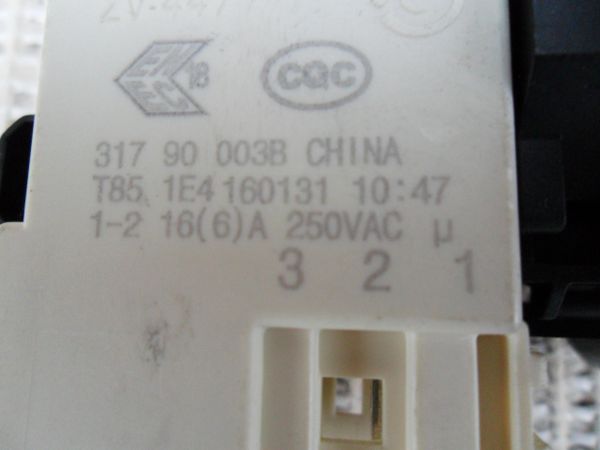 ENEC 18 CQC
317 90 003B CHINA
T85 1E4 160131 10:47
1-2 16(6)A 250VAC µ
3 2 1